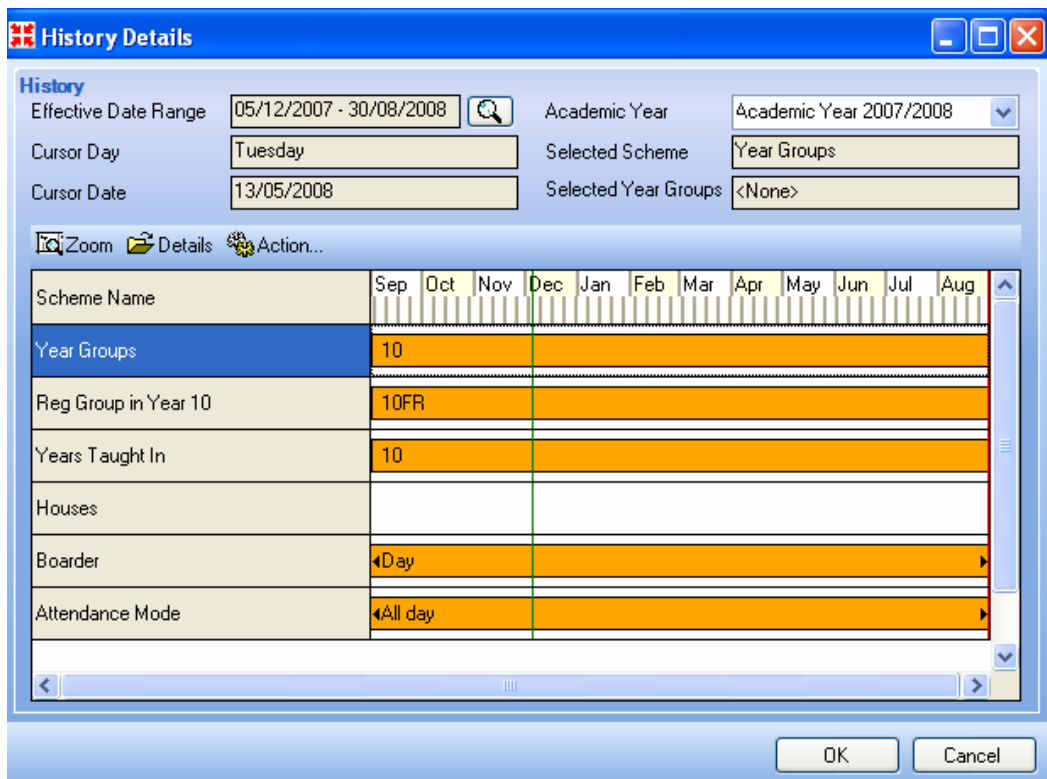 History Details
History
Effective Date Range 05/12/2007 - 30/08/2008 Academic Year Academic Year 2007/2008
Cursor Day Tuesday Selected Scheme Year Groups
Cursor Date 13/05/2008 Selected Year Groups <None>
Zoom Details Action...
Scheme Name Sep Oct Nov Dec Jan Feb Mar Apr May Jun Jul Aug
Year Groups 10
Reg Group in Year 10 10FR
Years Taught In 10
Houses
Boarder Day
Attendance Mode All day
OK Cancel